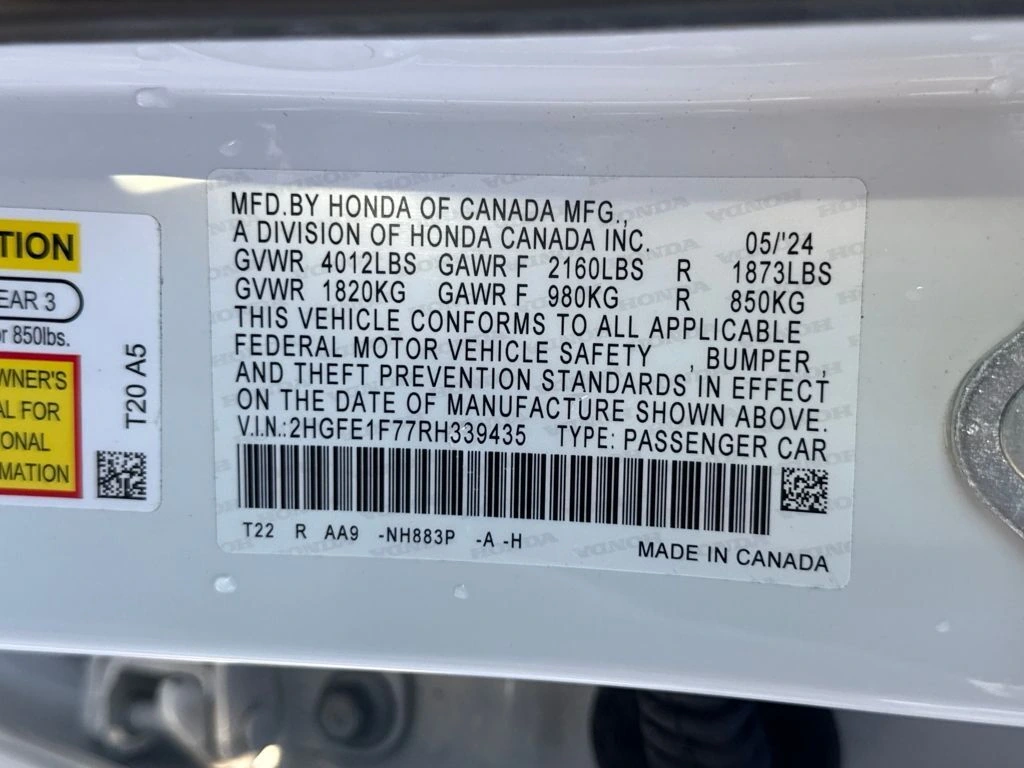 TION
EAR 3
r 850lbs.
WNER'S
AL FOR
ONAL
MATION
T20 A5
MFD.BY HONDA OF CANADA MFG.,
A DIVISION OF HONDA CANADA INC. 05/'24
GVWR 4012LBS GAWR F 2160LBS R 1873LBS
GVWR 1820KG GAWR F 980KG R 850KG
THIS VEHICLE CONFORMS TO ALL APPLICABLE
FEDERAL MOTOR VEHICLE SAFETY , BUMPER ,
AND THEFT PREVENTION STANDARDS IN EFFECT
ON THE DATE OF MANUFACTURE SHOWN ABOVE.
V.I.N.:2HGFE1F77RH339435 TYPE: PASSENGER CAR
T22 R AA9 -NH883P -A -H
MADE IN CANADA